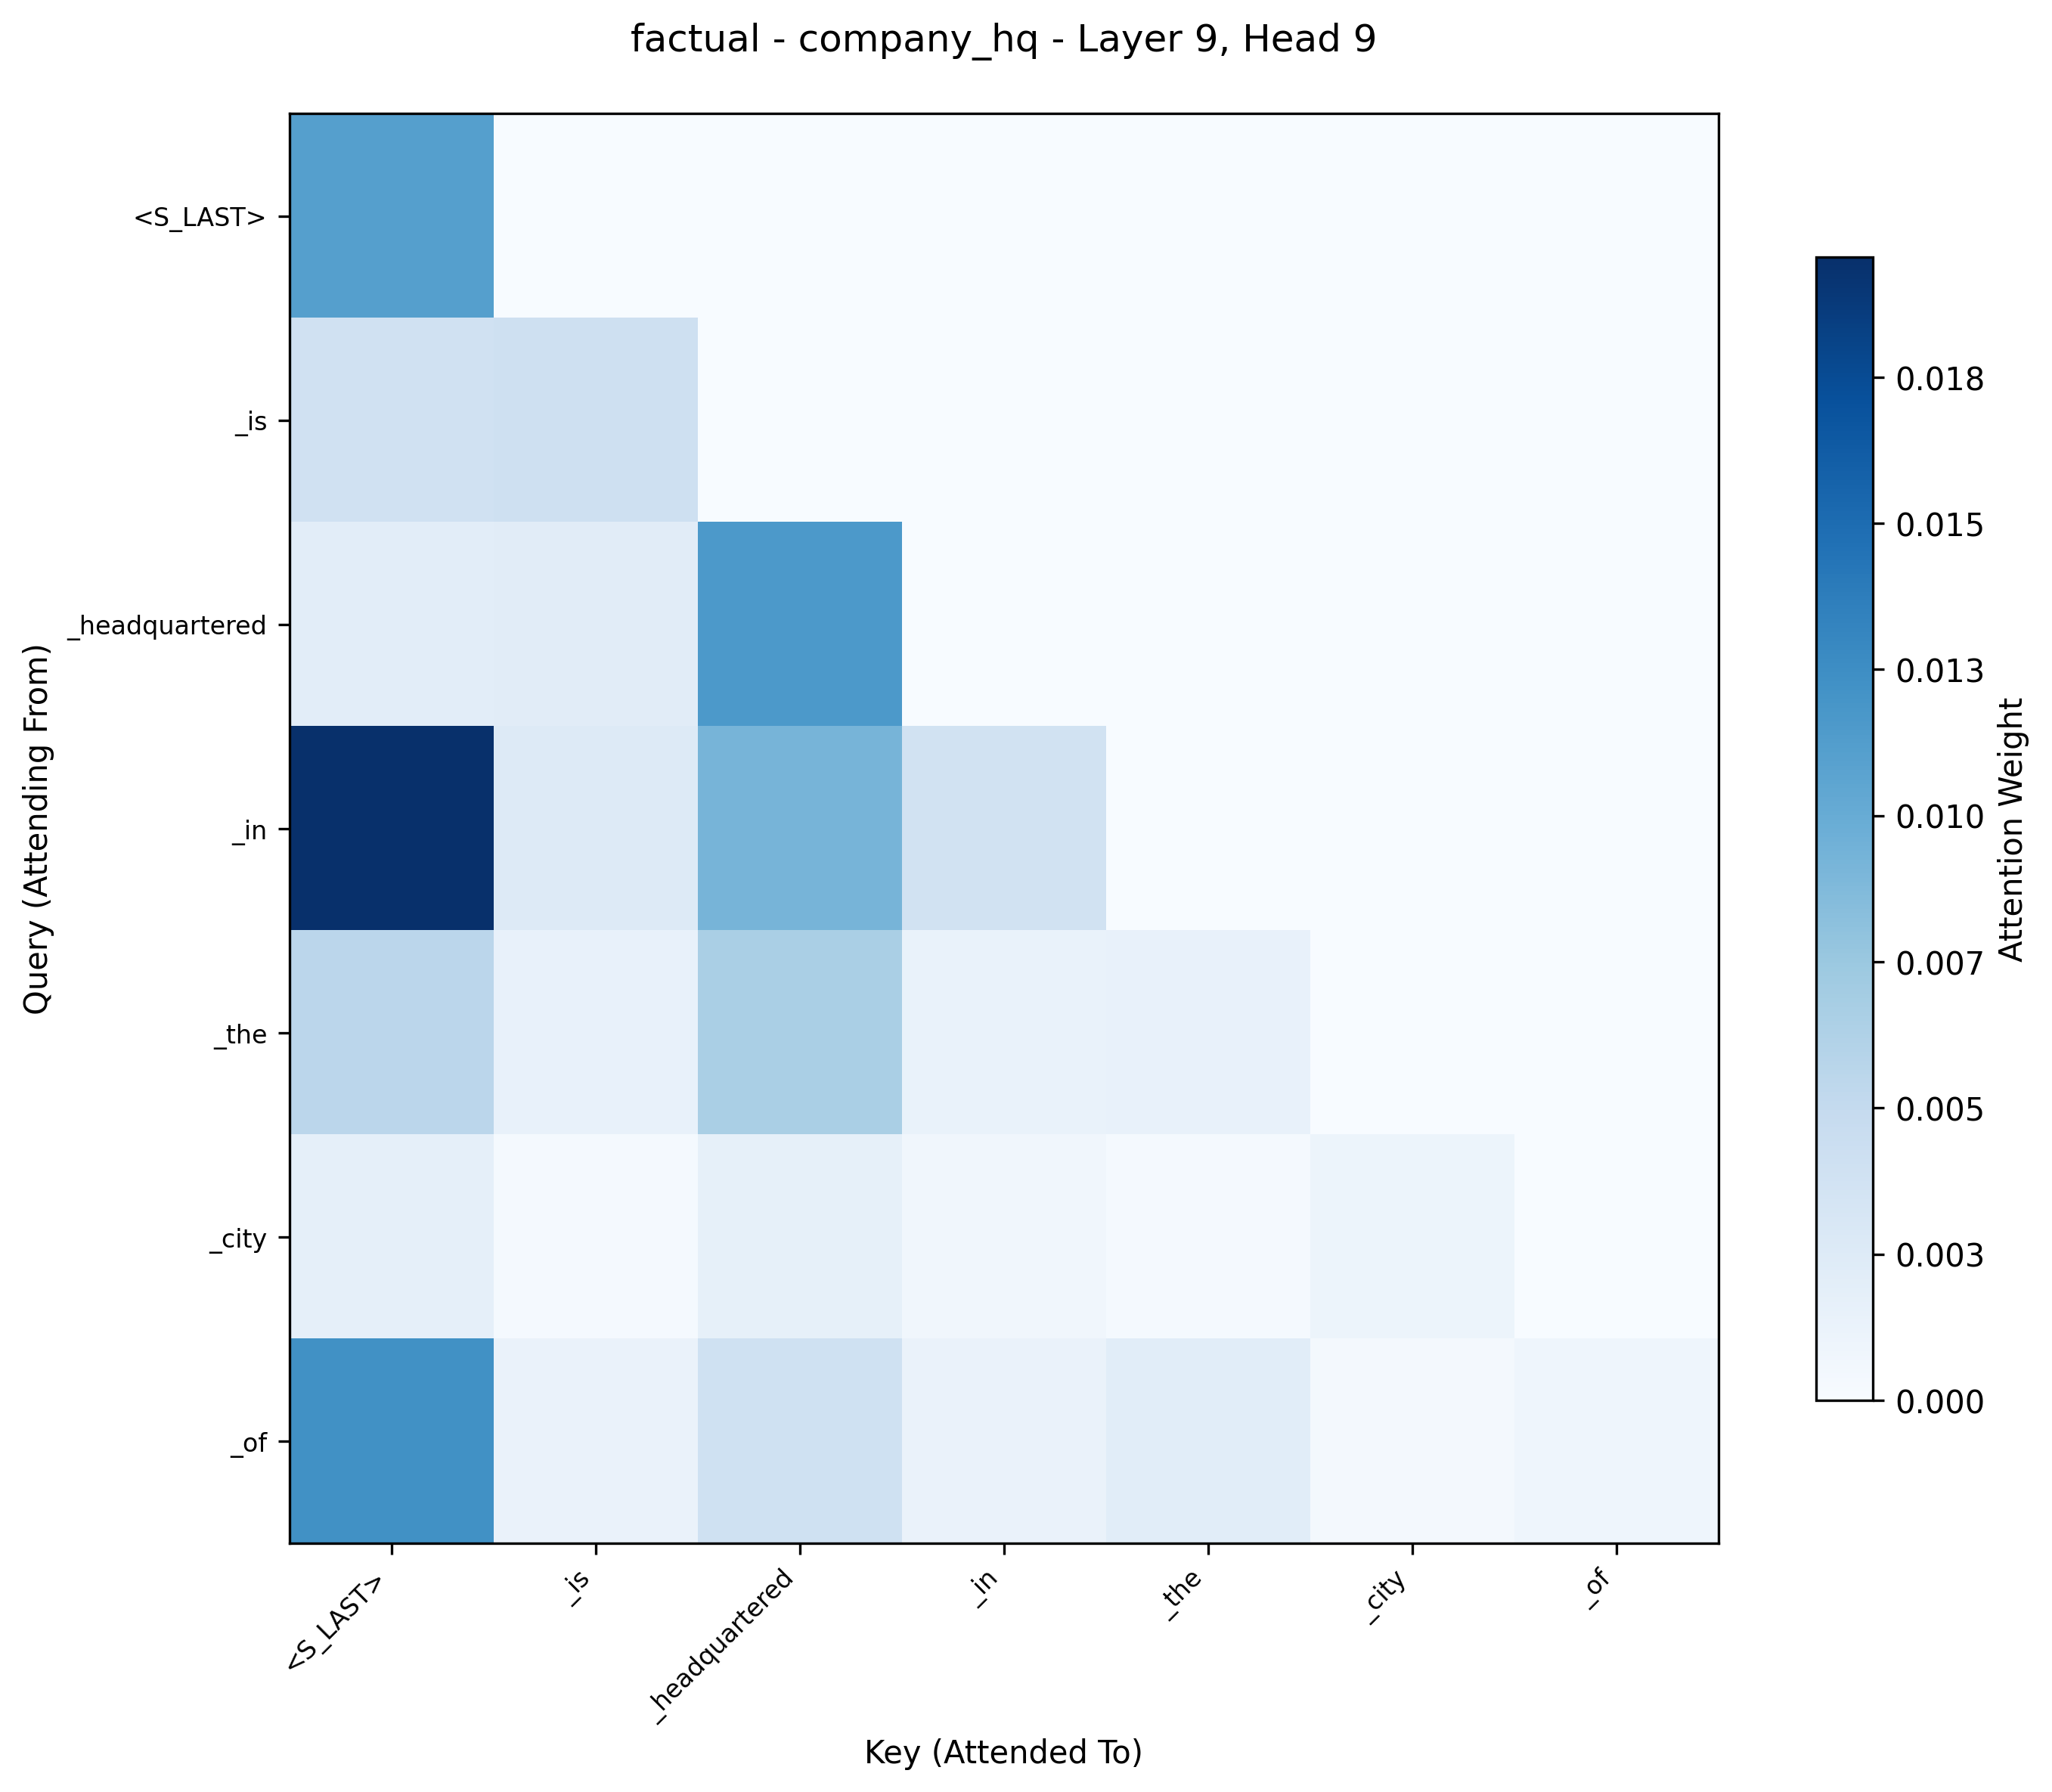 factual - company_hq - Layer 9, Head 9
Query (Attending From)
<S_LAST>
_is
_headquartered
_in
_the
_city
_of
<S_LAST>
_is
_headquartered
_in
_the
_city
_of
Key (Attended To)
0.018
0.015
0.013
0.010
0.007
0.005
0.003
0.000
Attention Weight